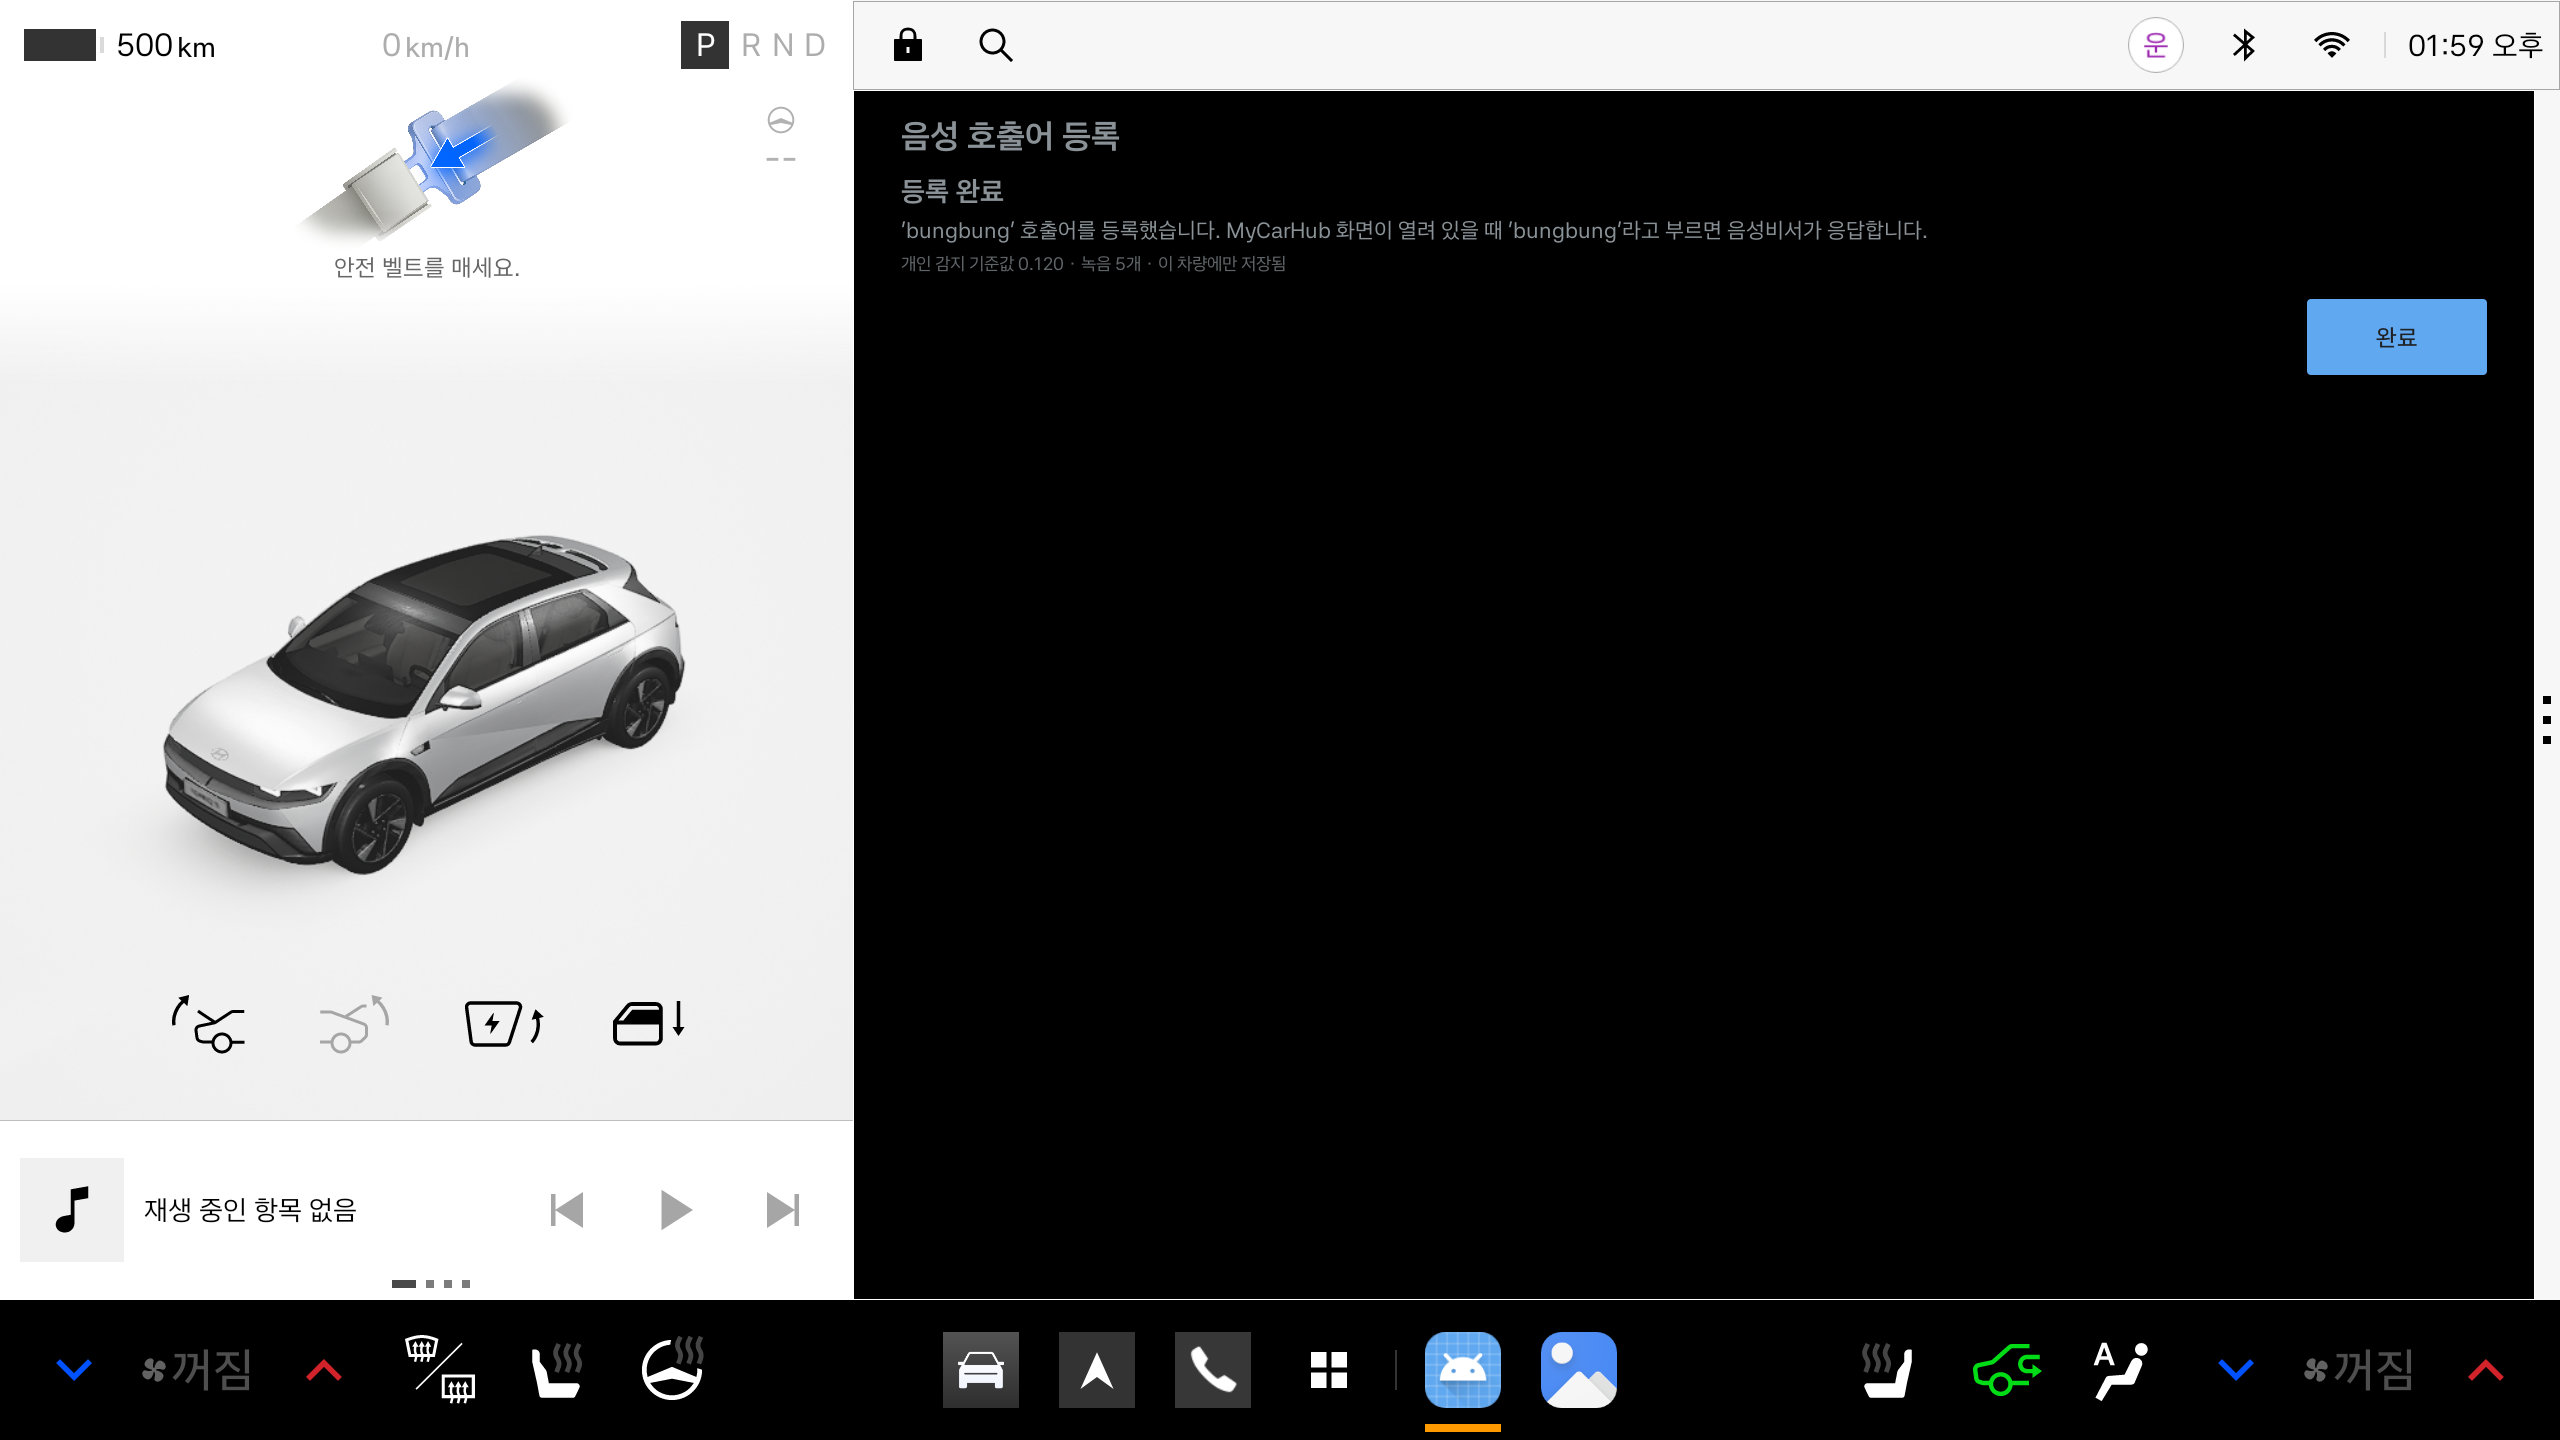 500 km
0 km/h
P R N D
01:59 오후
운
안전 벨트를 매세요.
음성 호출어 등록
등록 완료
'bungbung' 호출어를 등록했습니다. MyCarHub 화면이 열려 있을 때 'bungbung'라고 부르면 음성비서가 응답합니다.
개인 감지 기준값 0.120 · 녹음 5개 · 이 차량에만 저장됨
완료
재생 중인 항목 없음
꺼짐
A
꺼짐